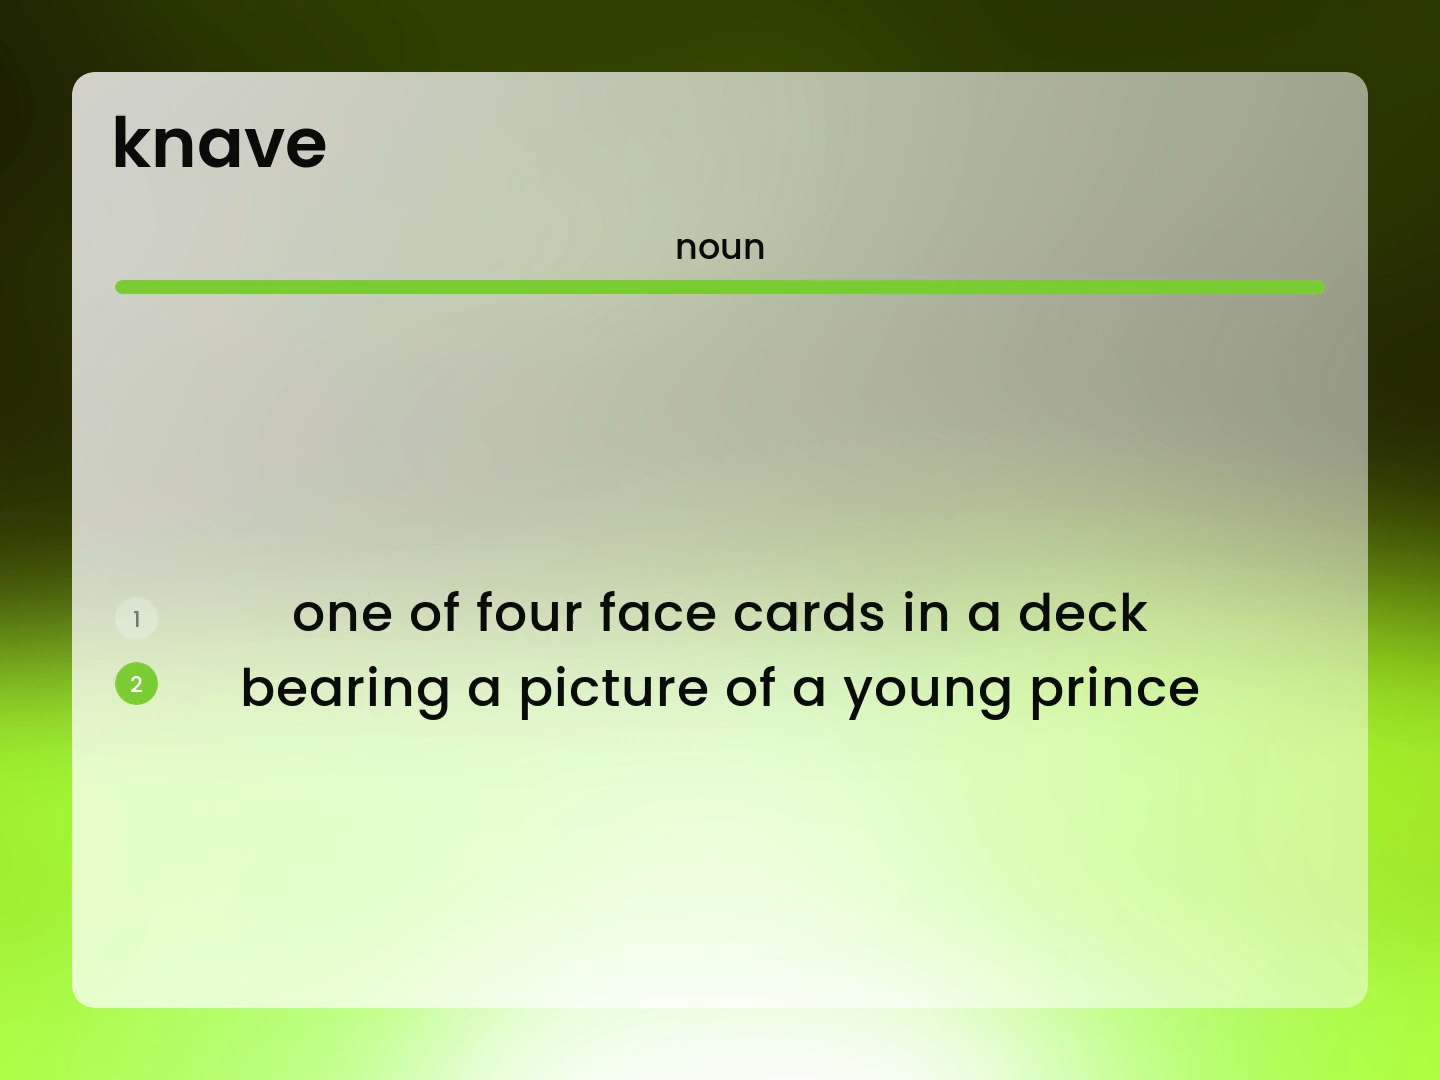 knave
noun
1
one of four face cards in a deck
2
bearing a picture of a young prince